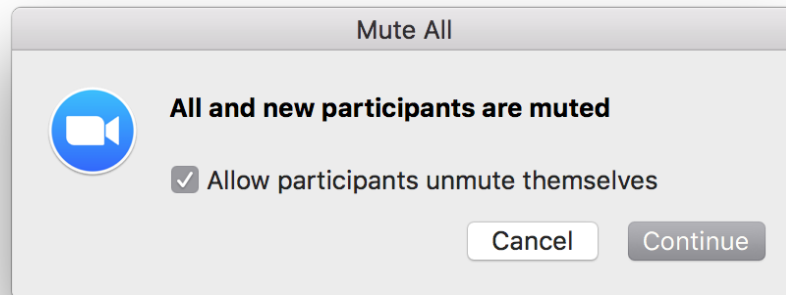 Mute All
All and new participants are muted
Allow participants unmute themselves
Cancel Continue